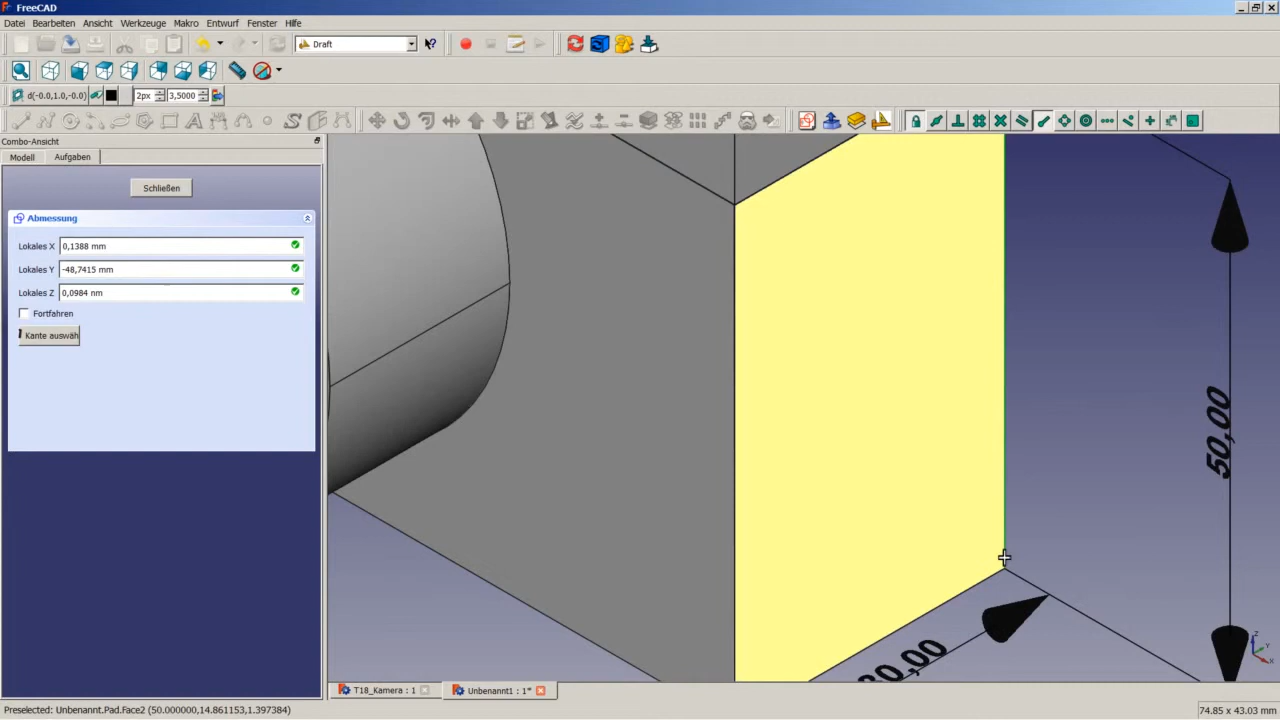 FreeCAD
Datei Bearbeiten Ansicht Werkzeuge Makro Entwurf Fenster Hilfe
Draft
d(-0.0,1.0,-0.0) 2px 3,5000
Combo-Ansicht
Modell Aufgaben
Schließen
Abmessung
Lokales X 0,1388 mm
Lokales Y -48,7415 mm
Lokales Z 0,0984 nm
Fortfahren
Kante auswäh
50,00
T18_Kamera : 1 Unbenannt1 : 1*
Preselected: Unbenannt.Pad.Face2 (50.000000,14.861153,1.397384) 74.85 x 43.03 mm